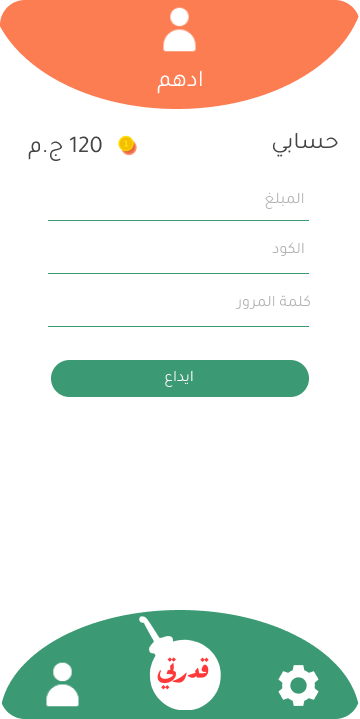 ادهم
حسابي
120 ج.م
المبلغ
الكود
كلمة المرور
ايداع
قدرتي